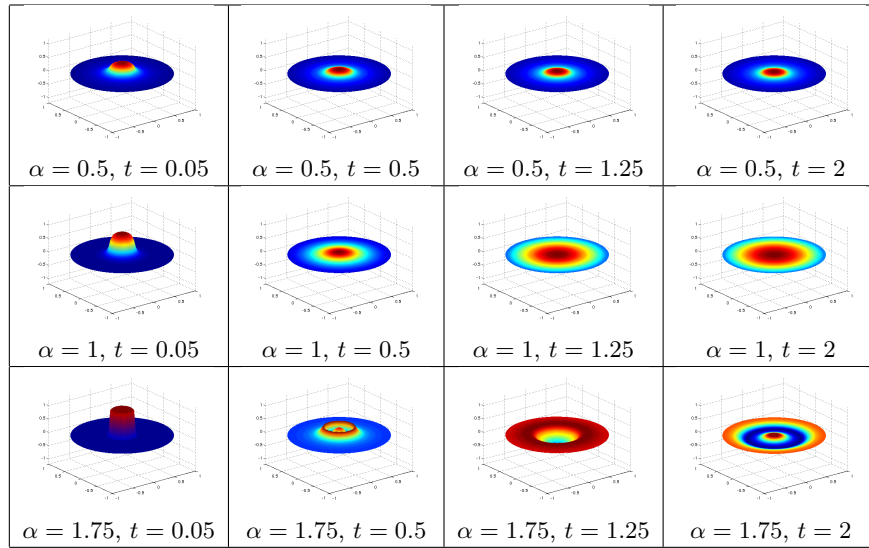 α = 0.5, t = 0.05
α = 0.5, t = 0.5
α = 0.5, t = 1.25
α = 0.5, t = 2
α = 1, t = 0.05
α = 1, t = 0.5
α = 1, t = 1.25
α = 1, t = 2
α = 1.75, t = 0.05
α = 1.75, t = 0.5
α = 1.75, t = 1.25
α = 1.75, t = 2